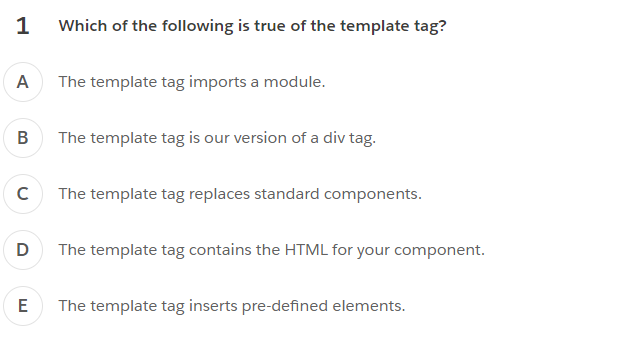 1 Which of the following is true of the template tag?
A The template tag imports a module.
B The template tag is our version of a div tag.
C The template tag replaces standard components.
D The template tag contains the HTML for your component.
E The template tag inserts pre-defined elements.